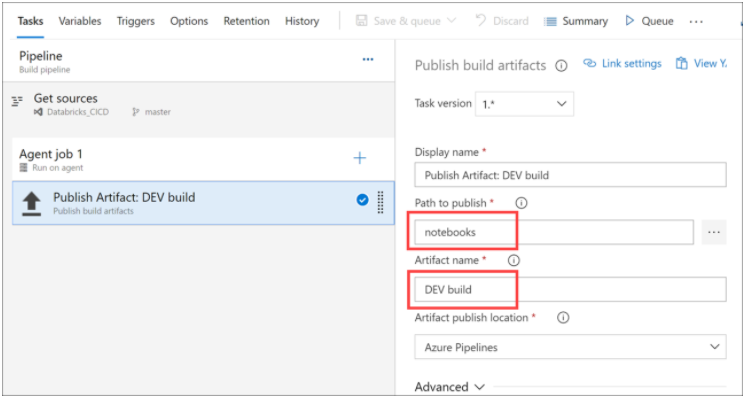 Tasks Variables Triggers Options Retention History Save & queue Discard Summary Queue ...
Pipeline ...
Build pipeline
Get sources
Databricks_CICD master
Agent job 1
Run on agent
Publish Artifact: DEV build
Publish build artifacts
Publish build artifacts Link settings View YA
Task version 1.*
Display name *
Publish Artifact: DEV build
Path to publish *
notebooks ...
Artifact name *
DEV build
Artifact publish location *
Azure Pipelines
Advanced